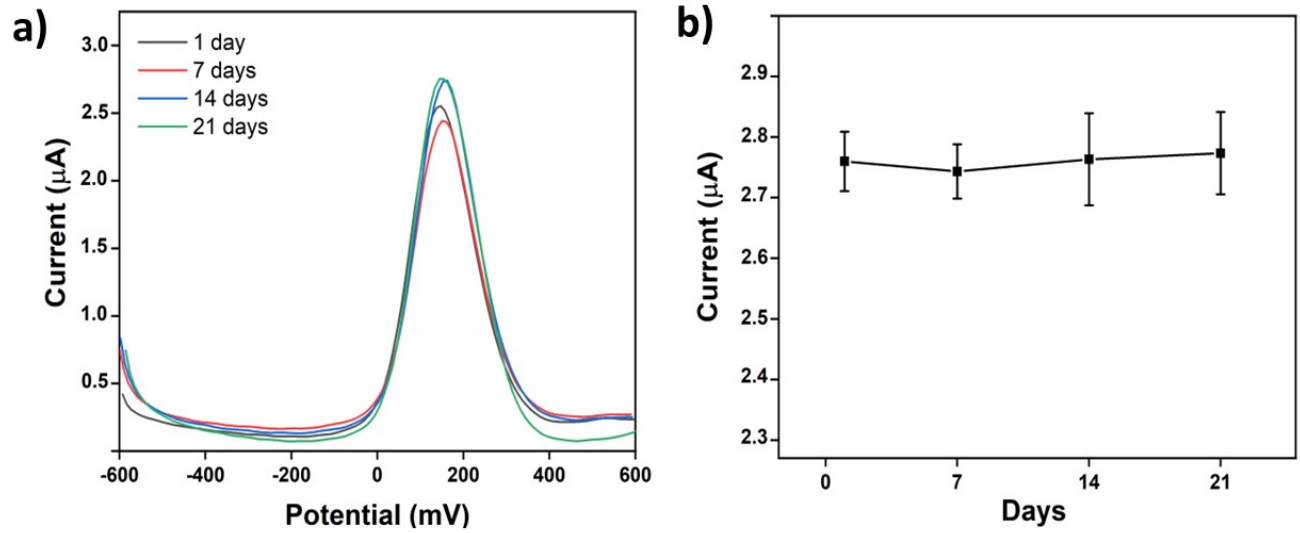 a)
1 day
7 days
14 days
21 days
3.0
2.5
2.0
1.5
1.0
0.5
Current (µA)
-600 -400 -200 0 200 400 600
Potential (mV)
b)
2.9
2.8
2.7
2.6
2.5
2.4
2.3
Current (µA)
0 7 14 21
Days